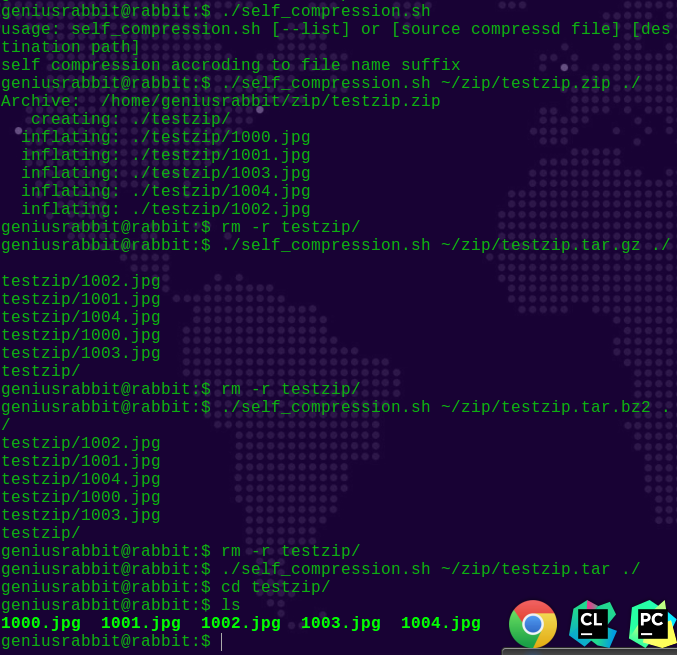 geniusrabbit@rabbit:$ ./self_compression.sh
usage: self_compression.sh [--list] or [source compressd file] [des
tination path]
self compression accroding to file name suffix
geniusrabbit@rabbit:$ ./self_compression.sh ~/zip/testzip.zip ./
Archive:  /home/geniusrabbit/zip/testzip.zip
   creating: ./testzip/
  inflating: ./testzip/1000.jpg
  inflating: ./testzip/1001.jpg
  inflating: ./testzip/1003.jpg
  inflating: ./testzip/1004.jpg
  inflating: ./testzip/1002.jpg
geniusrabbit@rabbit:$ rm -r testzip/
geniusrabbit@rabbit:$ ./self_compression.sh ~/zip/testzip.tar.gz ./
testzip/1002.jpg
testzip/1001.jpg
testzip/1004.jpg
testzip/1000.jpg
testzip/1003.jpg
testzip/
geniusrabbit@rabbit:$ rm -r testzip/
geniusrabbit@rabbit:$ ./self_compression.sh ~/zip/testzip.tar.bz2 .
/
testzip/1002.jpg
testzip/1001.jpg
testzip/1004.jpg
testzip/1000.jpg
testzip/1003.jpg
testzip/
geniusrabbit@rabbit:$ rm -r testzip/
geniusrabbit@rabbit:$ ./self_compression.sh ~/zip/testzip.tar ./
geniusrabbit@rabbit:$ cd testzip/
geniusrabbit@rabbit:$ ls
1000.jpg  1001.jpg  1002.jpg  1003.jpg  1004.jpg
geniusrabbit@rabbit:$
CL
PC